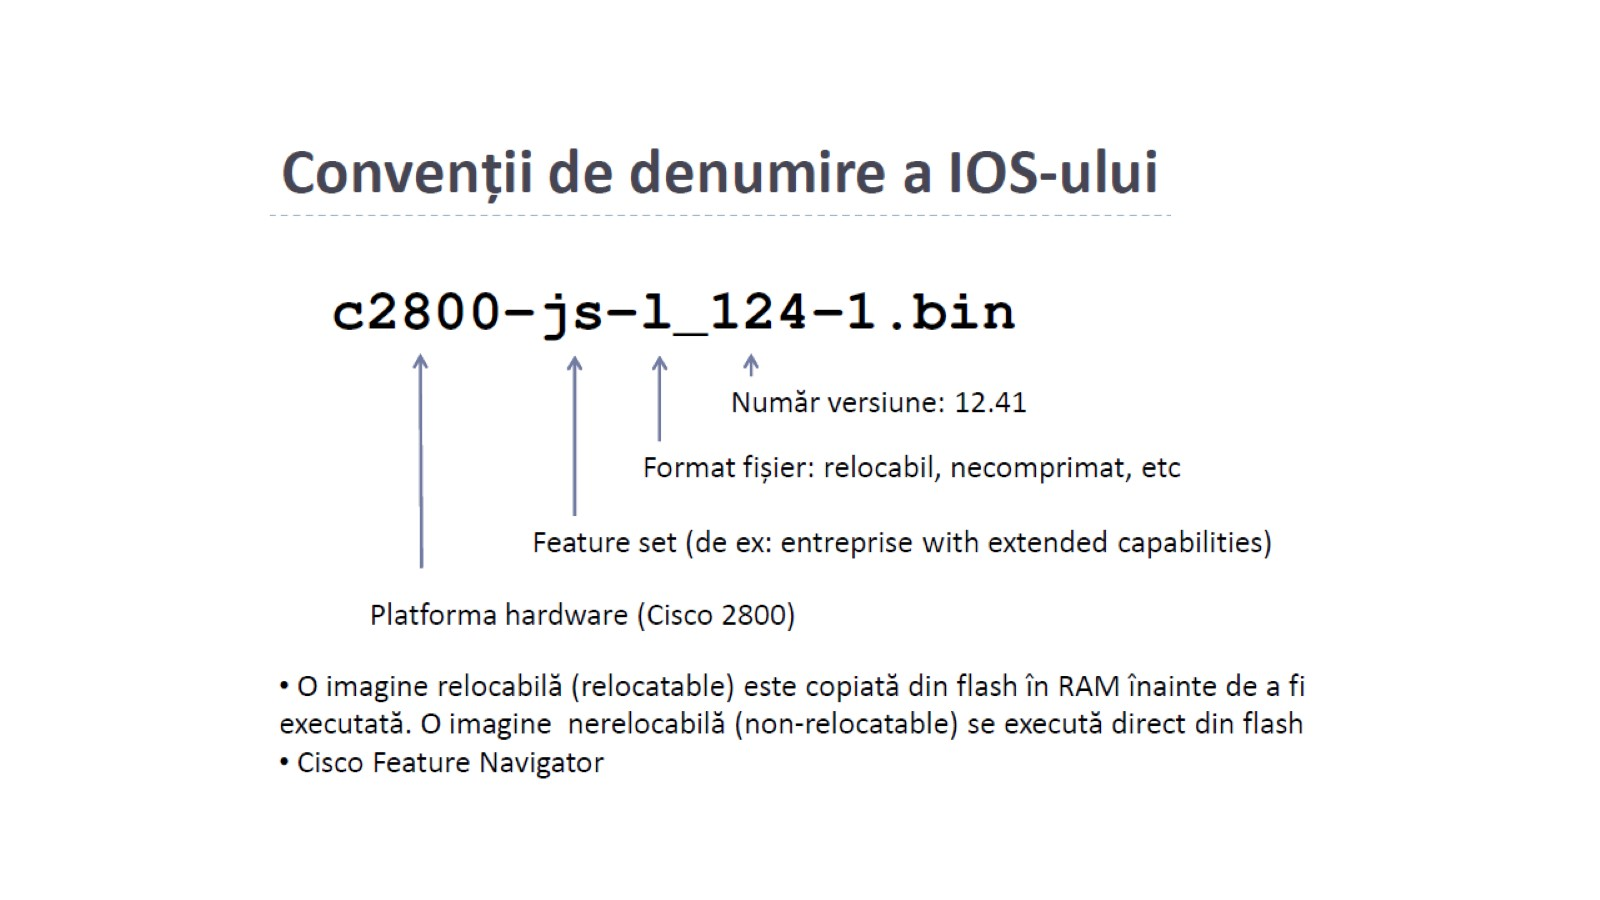 Convenții de denumire a IOS-ului
c2800-js-l_124-1.bin
Număr versiune: 12.41
Format fișier: relocabil, necomprimat, etc
Feature set (de ex: entreprise with extended capabilities)
Platforma hardware (Cisco 2800)
• O imagine relocabilă (relocatable) este copiată din flash în RAM înainte de a fi
executată. O imagine nerelocabilă (non-relocatable) se execută direct din flash
• Cisco Feature Navigator